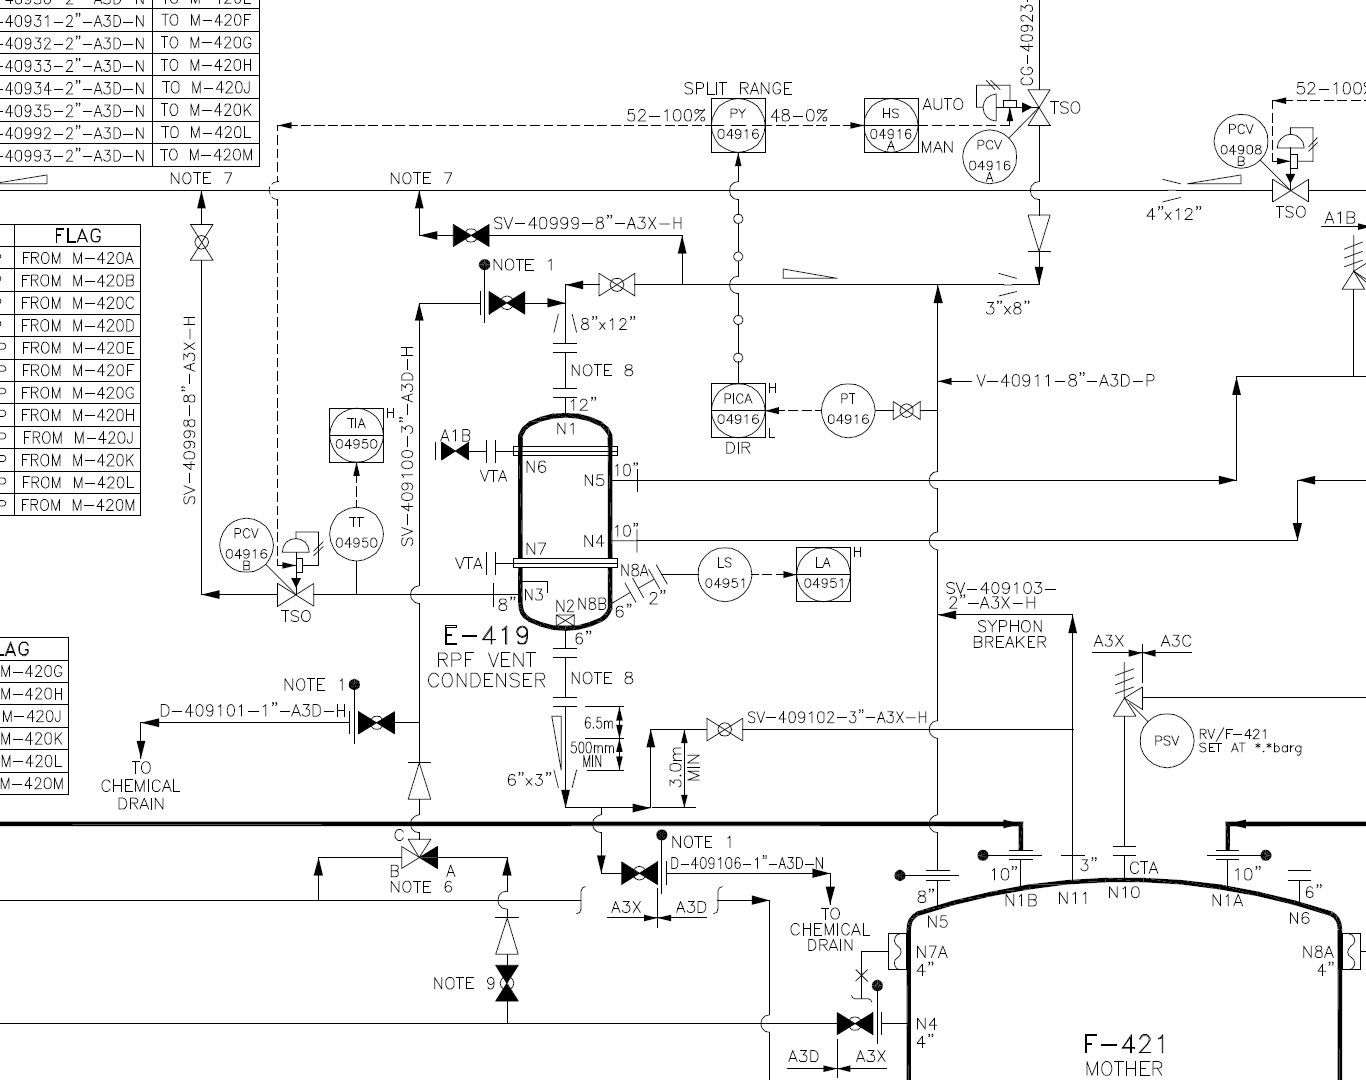 -40931-2"-A3D-N TO M-420F
-40932-2"-A3D-N TO M-420G
-40933-2"-A3D-N TO M-420H
-40934-2"-A3D-N TO M-420J
-40935-2"-A3D-N TO M-420K
-40992-2"-A3D-N TO M-420L
-40993-2"-A3D-N TO M-420M
CG-40923-
SPLIT RANGE
52-100%
PY
04916
48-0%
HS
04916
A
AUTO
MAN
PCV
04916
A
TSO
52-100%
PCV
04908
B
TSO
NOTE 7
NOTE 7
4"x12"
A1B
FLAG
P FROM M-420A
P FROM M-420B
P FROM M-420C
P FROM M-420D
P FROM M-420E
P FROM M-420F
P FROM M-420G
P FROM M-420H
P FROM M-420J
P FROM M-420K
P FROM M-420L
P FROM M-420M
SV-40999-8"-A3X-H
NOTE 1
3"x8"
8"x12"
NOTE 8
SV-40998-8"-A3X-H
SV-409100-3"-A3D-H
V-40911-8"-A3D-P
PICA
04916
H
L
DIR
PT
04916
TIA
04950
H
12"
N1
A1B
VTA
N6
N5
10"
TT
04950
PCV
04916
B
TSO
N7
VTA
N4
10"
N8A
2"
LS
04951
LA
04951
H
8"
N3
N2
N8B
6"
6"
E-419
RPF VENT
CONDENSER
SV-409103-
2"-A3X-H
SYPHON
BREAKER
A3X
A3C
LAG
M-420G
M-420H
M-420J
M-420K
M-420L
M-420M
NOTE 1
D-409101-1"-A3D-H
TO
CHEMICAL
DRAIN
NOTE 8
6.5m
500mm
MIN
6"x3"
3.0m
MIN
SV-409102-3"-A3X-H
PSV
RV/F-421
SET AT *.*barg
C
B
A
NOTE 6
NOTE 1
D-409106-1"-A3D-N
A3X
A3D
TO
CHEMICAL
DRAIN
NOTE 9
8"
N5
10"
N1B
3"
N11
CTA
N10
10"
N1A
6"
N6
N7A
4"
N8A
4"
N4
4"
A3D
A3X
F-421
MOTHER